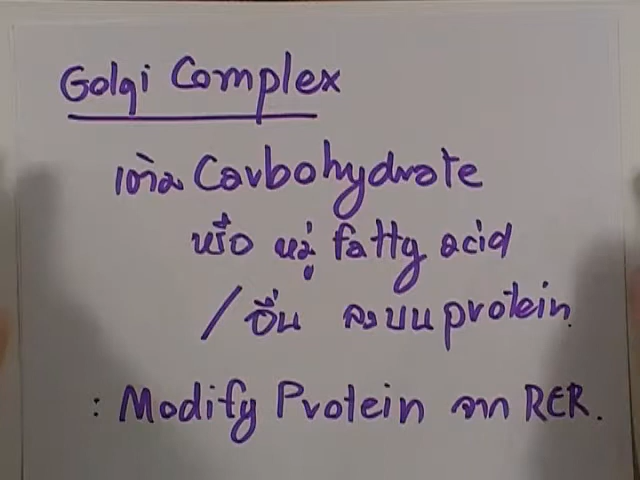 Golgi Complex
เติม Carbohydrate
หรือ หมู่ fatty acid
/ อื่น ลงบน protein
: Modify Protein จาก RER.